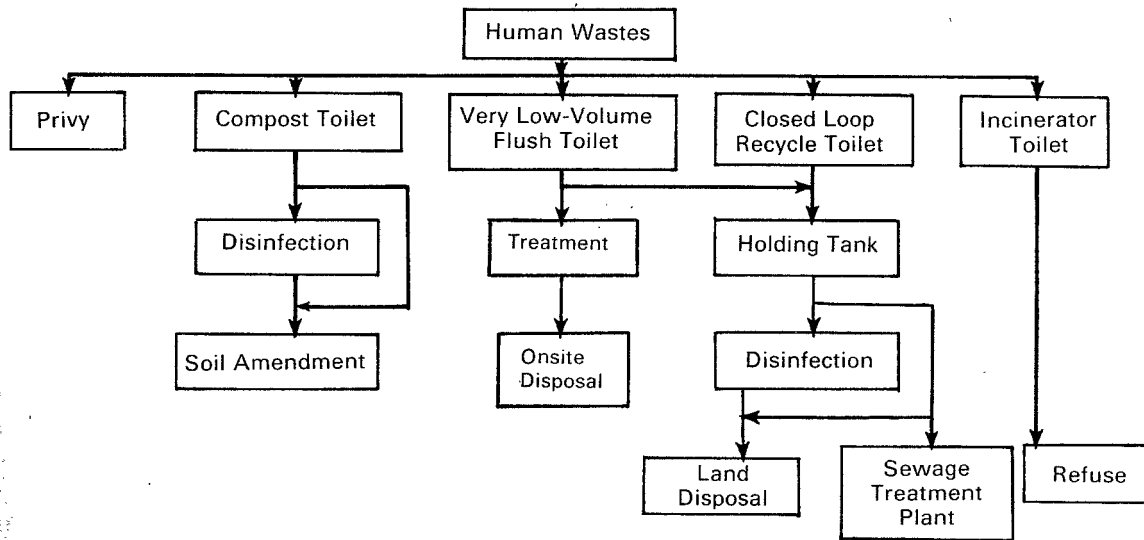 Human Wastes
Privy
Compost Toilet
Very Low-Volume
Flush Toilet
Closed Loop
Recycle Toilet
Incinerator
Toilet
Disinfection
Treatment
Holding Tank
Soil Amendment
Onsite
Disposal
Disinfection
Land
Disposal
Sewage
Treatment
Plant
Refuse